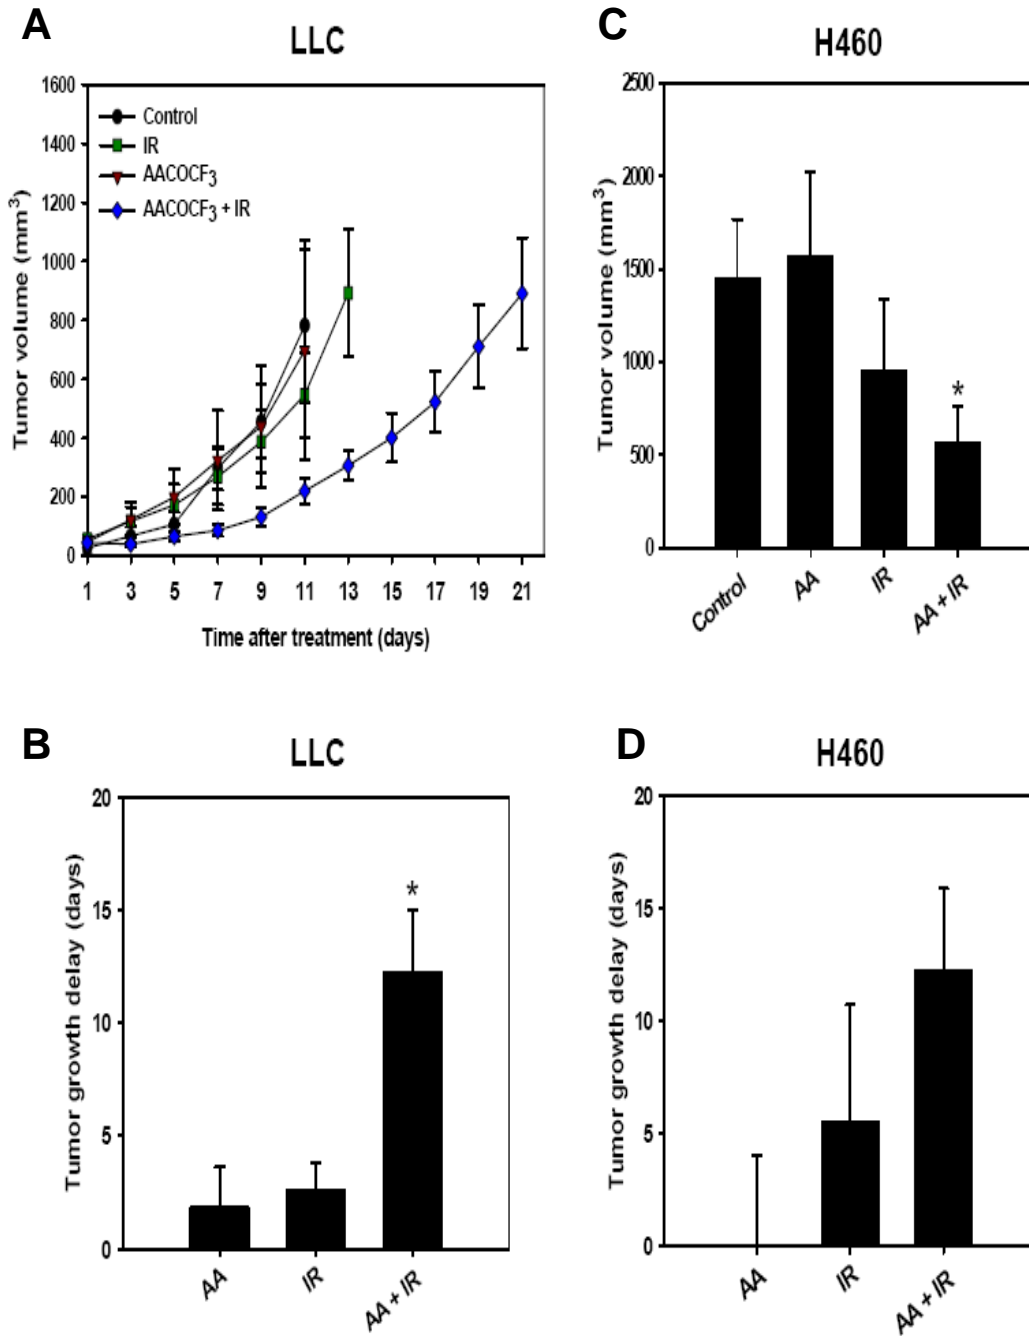 A
LLC
Tumor volume (mm³)
1600
1400
1200
1000
800
600
400
200
0
Control
IR
AACOCF₃
AACOCF₃ + IR
1 3 5 7 9 11 13 15 17 19 21
Time after treatment (days)
C
H460
Tumor volume (mm³)
2500
2000
1500
1000
500
0
*
Control AA IR AA + IR
B
LLC
Tumor growth delay (days)
20
15
10
5
0
*
AA IR AA + IR
D
H460
Tumor growth delay (days)
20
15
10
5
0
AA IR AA + IR